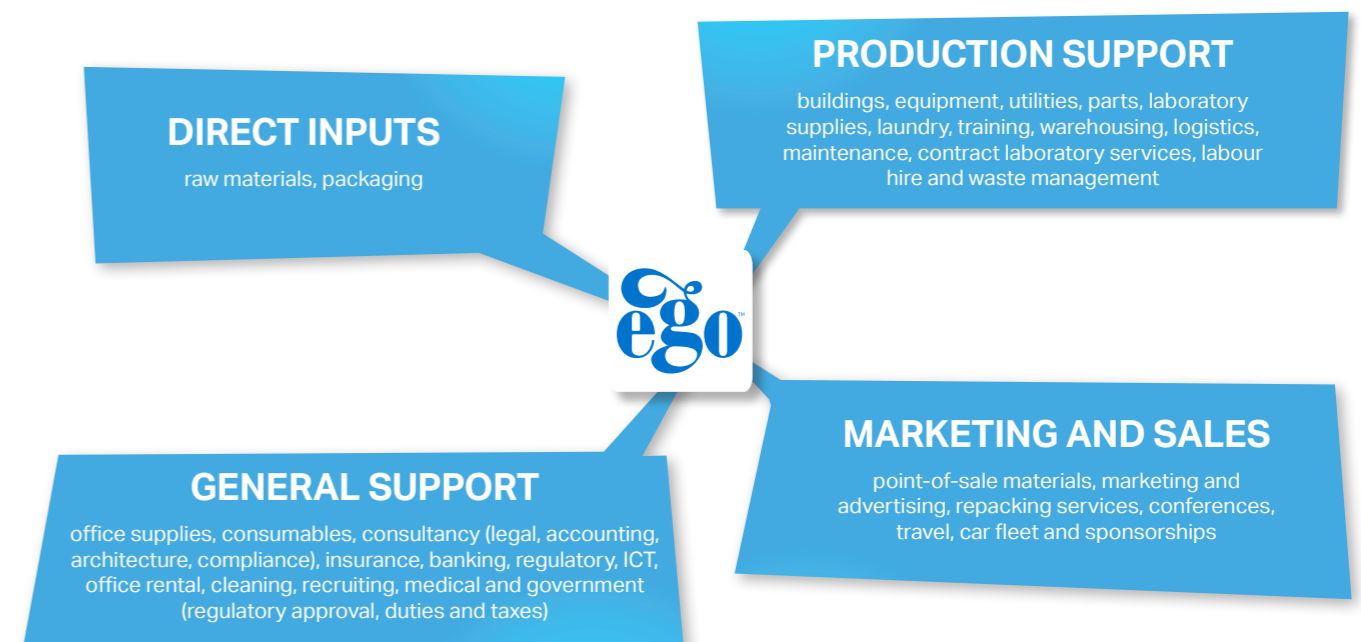 DIRECT INPUTS
raw materials, packaging
PRODUCTION SUPPORT
buildings, equipment, utilities, parts, laboratory
supplies, laundry, training, warehousing, logistics,
maintenance, contract laboratory services, labour
hire and waste management
ego™
GENERAL SUPPORT
office supplies, consumables, consultancy (legal, accounting,
architecture, compliance), insurance, banking, regulatory, ICT,
office rental, cleaning, recruiting, medical and government
(regulatory approval, duties and taxes)
MARKETING AND SALES
point-of-sale materials, marketing and
advertising, repacking services, conferences,
travel, car fleet and sponsorships